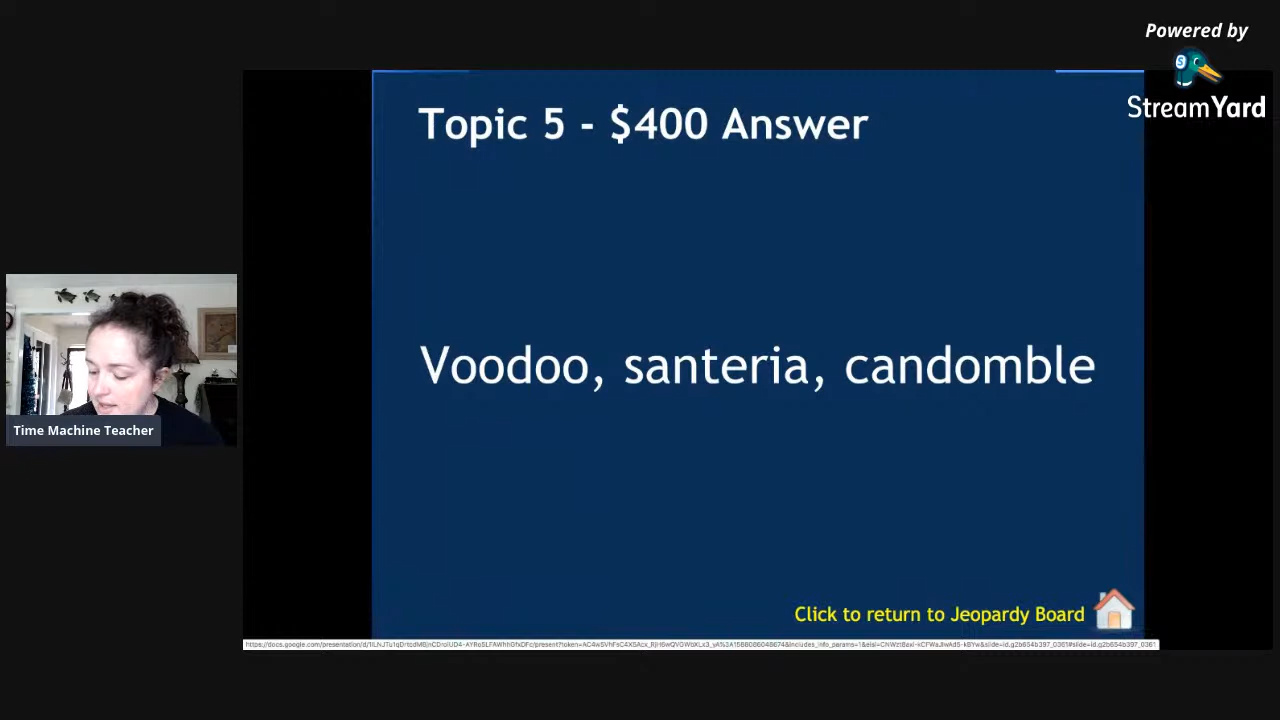 Powered by
StreamYard
Topic 5 - $400 Answer
Voodoo, santeria, candomble
Time Machine Teacher
Click to return to Jeopardy Board